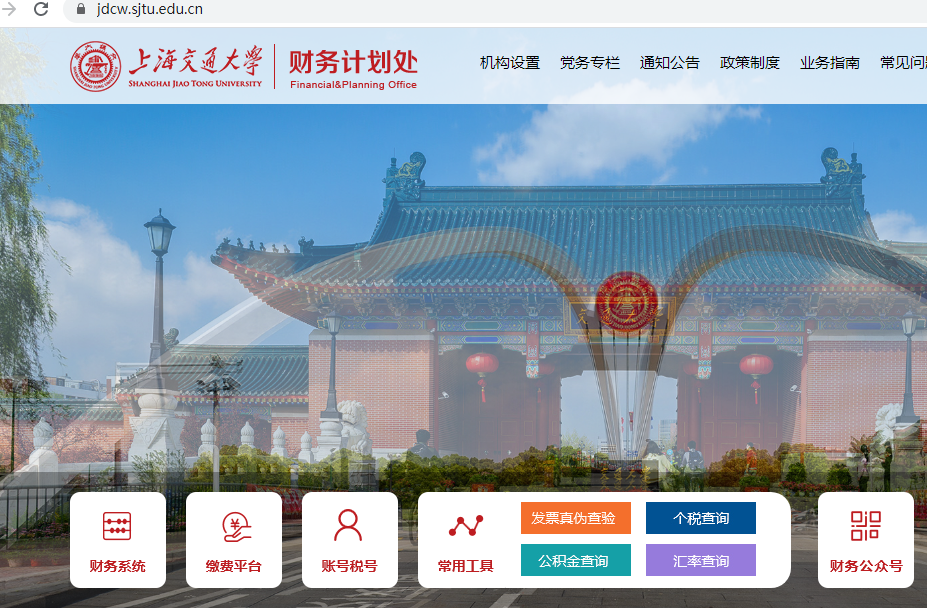 jdcw.sjtu.edu.cn
上海交通大学
SHANGHAI JIAO TONG UNIVERSITY
财务计划处
Financial&Planning Office
机构设置 党务专栏 通知公告 政策制度 业务指南 常见问
财务系统
缴费平台
账号税号
常用工具
发票真伪查验 个税查询
公积金查询 汇率查询
财务公众号